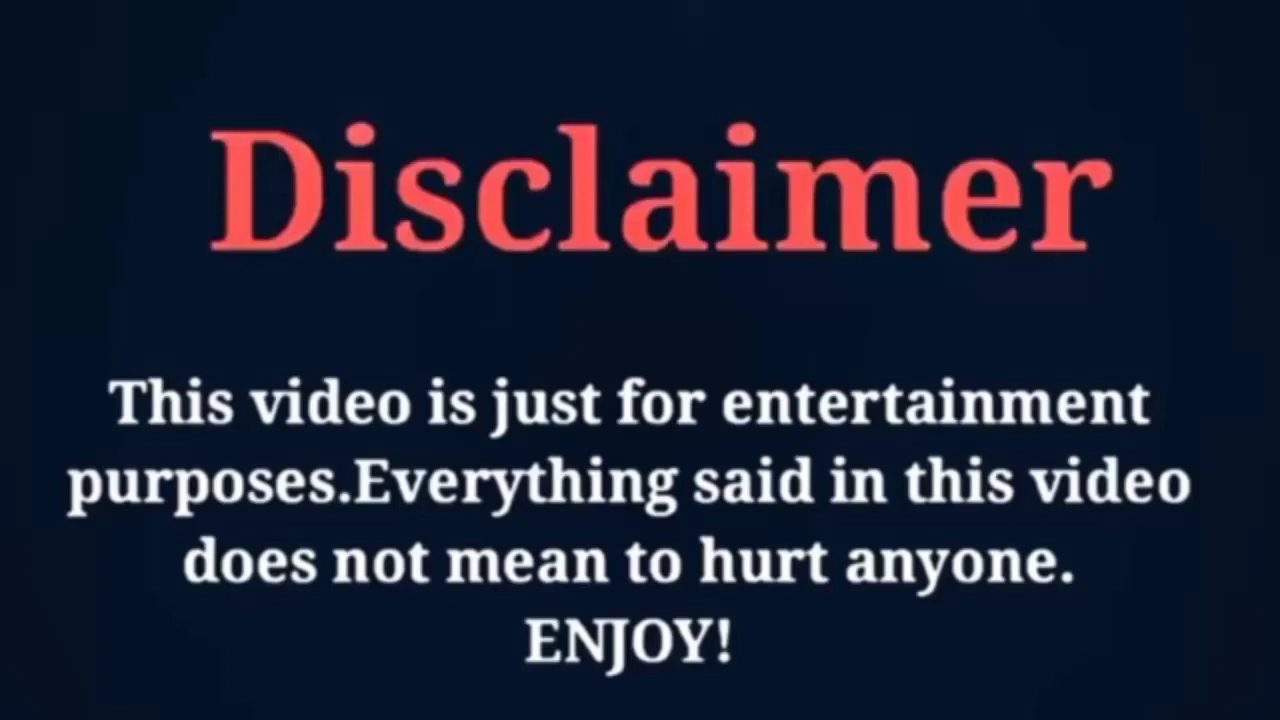 Disclaimer
This video is just for entertainment
purposes.Everything said in this video
does not mean to hurt anyone.
ENJOY!